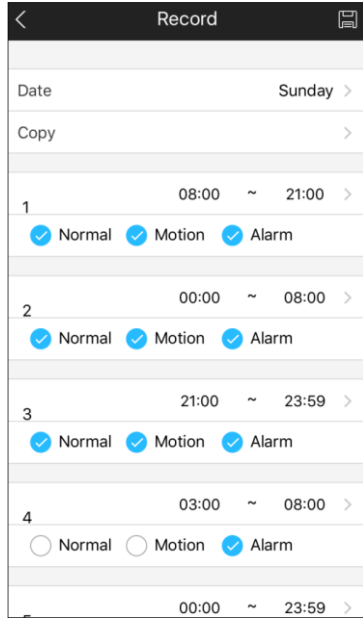 Record
Date Sunday
Copy
1 08:00 ~ 21:00
Normal Motion Alarm
2 00:00 ~ 08:00
Normal Motion Alarm
3 21:00 ~ 23:59
Normal Motion Alarm
4 03:00 ~ 08:00
Normal Motion Alarm
00:00 ~ 23:59